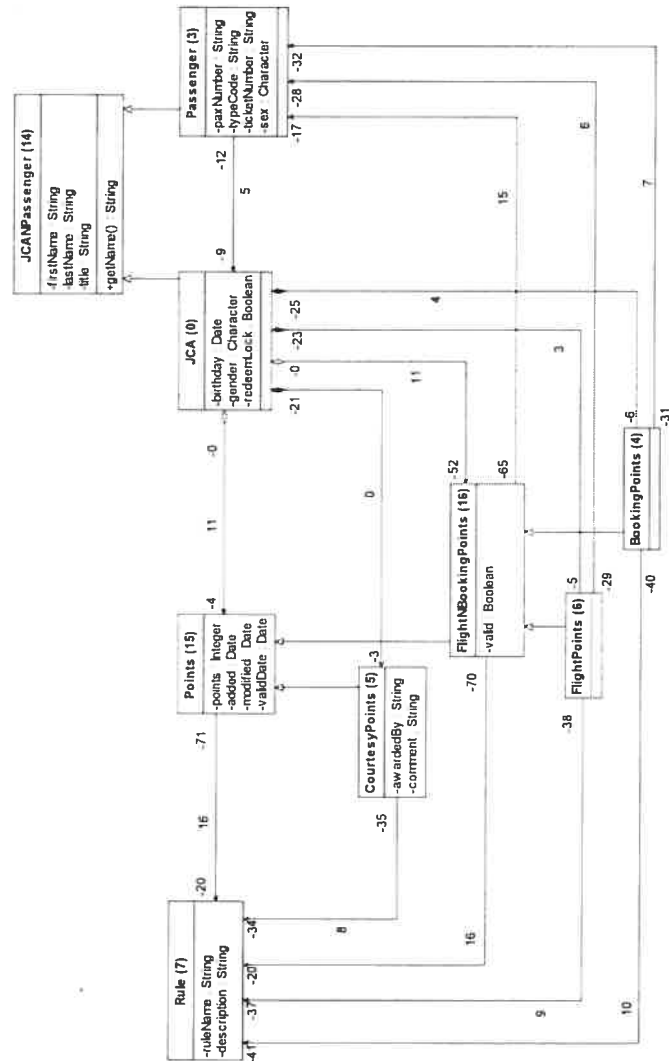 JCANPassenger (14)
-firstName : String
-lastName : String
-title String
+getName() : String
Rule (7)
-ruleName String
-description : String
Points (15)
-points Integer
-added Date
-modified Date
-validDate : Date
JCA (0)
-birthday Date
-gender Character
-redeemLock : Boolean
Passenger (3)
-paxNumber : String
-typeCode : String
-ticketNumber : String
-sex : Character
-20
16
-71
-4
11
-0
-9
5
-12
-41
-37
-20
-34
-21
-0
-23
-25
-17
-28
-32
8
-35
CourtesyPoints (5)
-awardedBy String
-comment : String
-3
0
16
-70
FlightNBookingPoints (16)
-valid Boolean
-52
-65
11
15
9
-38
FlightPoints (6)
-5
-29
3
6
10
-40
BookingPoints (4)
-6
-31
4
7